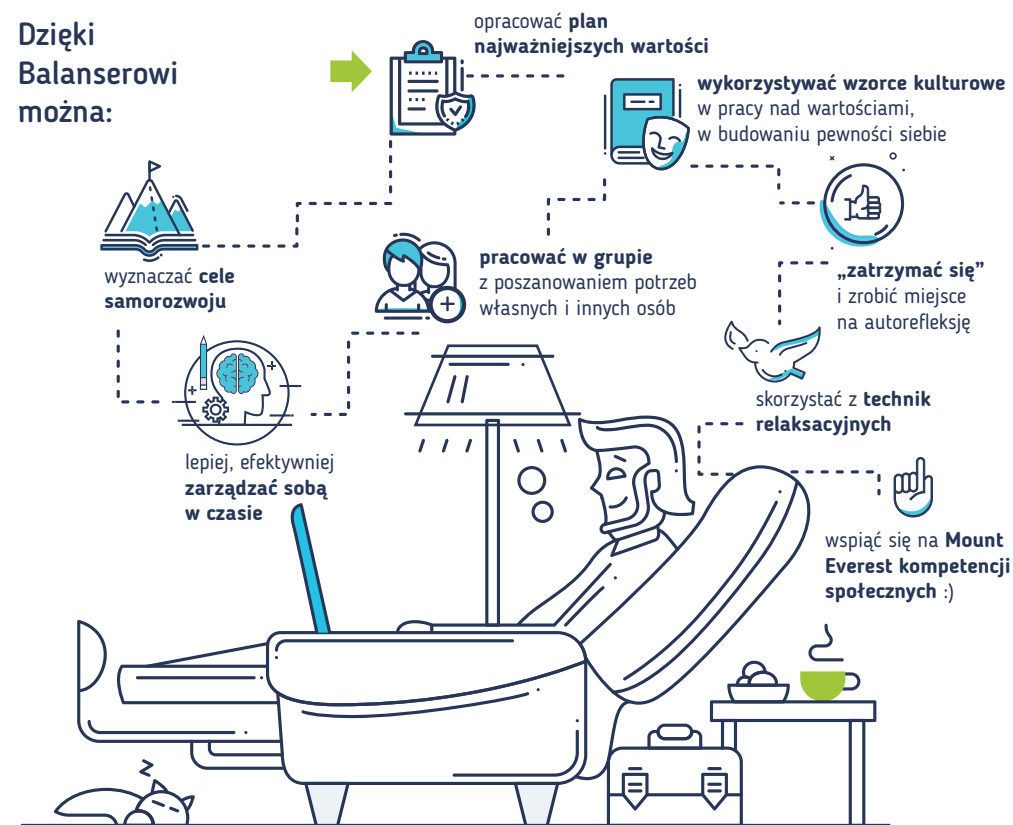 Dzięki
Balanserowi
można:
opracować plan
najważniejszych wartości
wyznaczać cele
samorozwoju
lepiej, efektywniej
zarządzać sobą
w czasie
pracować w grupie
z poszanowaniem potrzeb
własnych i innych osób
wykorzystywać wzorce kulturowe
w pracy nad wartościami,
w budowaniu pewności siebie
„zatrzymać się”
i zrobić miejsce
na autorefleksję
skorzystać z technik
relaksacyjnych
wspiąć się na Mount
Everest kompetencji
społecznych :)
z